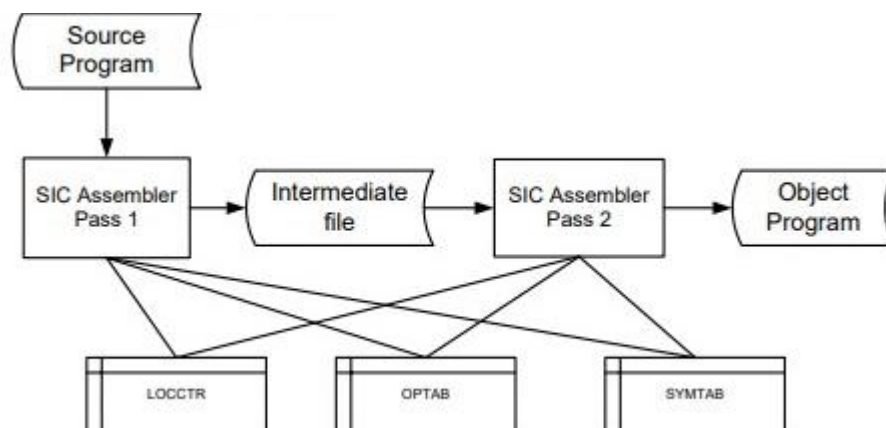 Source
Program
SIC Assembler
Pass 1
Intermediate
file
SIC Assembler
Pass 2
Object
Program
LOCCTR
OPTAB
SYMTAB